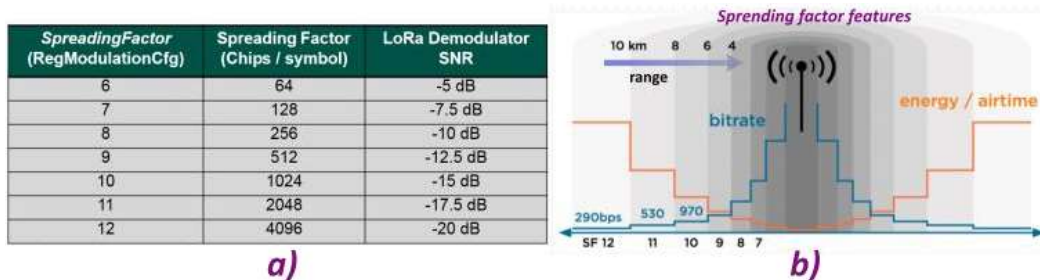 SpreadingFactor Spreading Factor LoRa Demodulator
(RegModulationCfg) (Chips / symbol) SNR
6 64 -5 dB
7 128 -7.5 dB
8 256 -10 dB
9 512 -12.5 dB
10 1024 -15 dB
11 2048 -17.5 dB
12 4096 -20 dB
a)
Sprending factor features
10 km 8 6 4
range
energy / airtime
bitrate
290bps 530 970
SF 12 11 10 9 8 7
b)